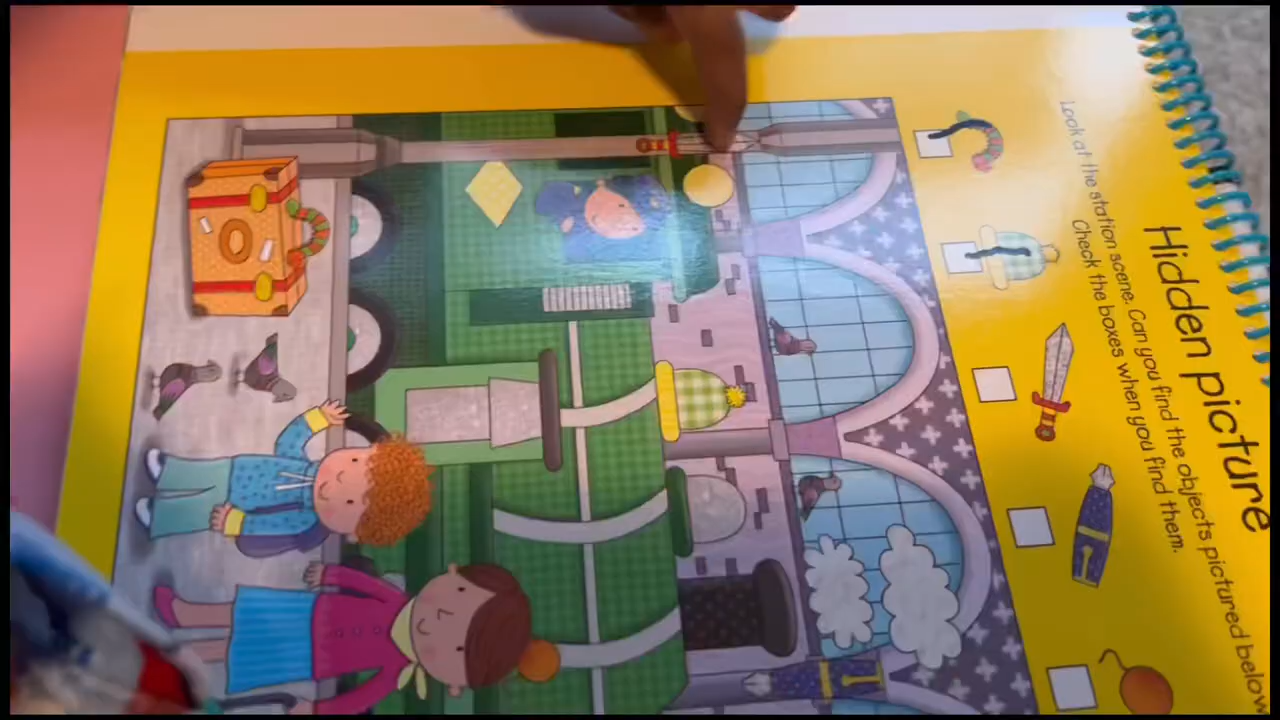 Hidden picture
Look at the station scene. Can you find the objects pictured below
Check the boxes when you find them.